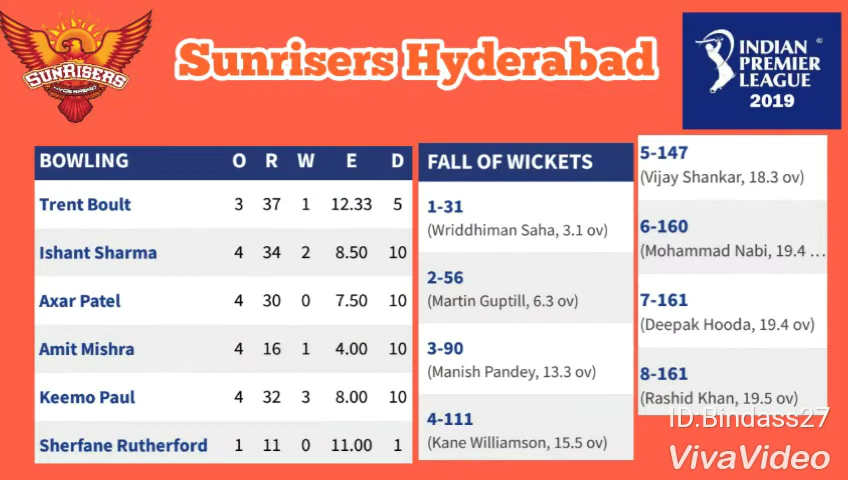 SUNRISERS
HYDERABAD
Sunrisers Hyderabad
INDIAN
PREMIER
LEAGUE
2019
BOWLING O R W E D
Trent Boult 3 37 1 12.33 5
Ishant Sharma 4 34 2 8.50 10
Axar Patel 4 30 0 7.50 10
Amit Mishra 4 16 1 4.00 10
Keemo Paul 4 32 3 8.00 10
Sherfane Rutherford 1 11 0 11.00 1
FALL OF WICKETS
1-31
(Wriddhiman Saha, 3.1 ov)
2-56
(Martin Guptill, 6.3 ov)
3-90
(Manish Pandey, 13.3 ov)
4-111
(Kane Williamson, 15.5 ov)
5-147
(Vijay Shankar, 18.3 ov)
6-160
(Mohammad Nabi, 19.4 ...
7-161
(Deepak Hooda, 19.4 ov)
8-161
(Rashid Khan, 19.5 ov)
ID:Bindass27
VivaVideo